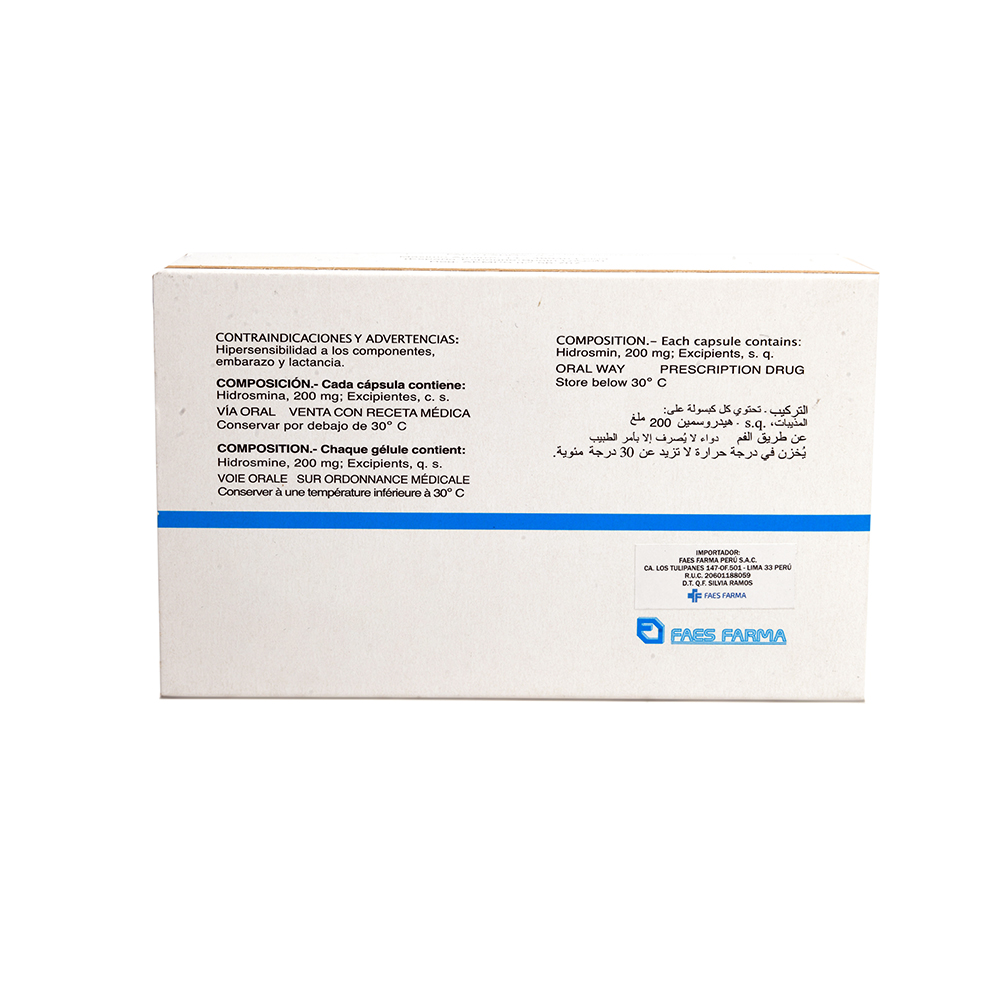 CONTRAINDICACIONES Y ADVERTENCIAS:
Hipersensibilidad a los componentes,
embarazo y lactancia.
COMPOSICIÓN.- Cada cápsula contiene:
Hidrosmina, 200 mg; Excipientes, c. s.
VÍA ORAL VENTA CON RECETA MÉDICA
Conservar por debajo de 30° C
COMPOSITION.- Chaque gélule contient:
Hidrosmine, 200 mg; Excipients, q. s.
VOIE ORALE SUR ORDONNANCE MÉDICALE
Conserver à une température inférieure à 30° C
COMPOSITION.– Each capsule contains:
Hidrosmin, 200 mg; Excipients, s. q.
ORAL WAY PRESCRIPTION DRUG
Store below 30° C
التركيب. تحتوي كل كبسولة على:
المذيبات، .s.q - هيدروسمين 200 ملغ
عن طريق الفم دواء لا يُصرف إلا بأمر الطبيب
يُخزن في درجة حرارة لا تزيد عن 30 درجة مئوية.
IMPORTADOR:
FAES FARMA PERÚ S.A.C.
CA. LOS TULIPANES 147-OF.501 - LIMA 33 PERÚ
R.U.C. 20601188059
D.T. Q.F. SILVIA RAMOS
FAES FARMA
FAES FARMA